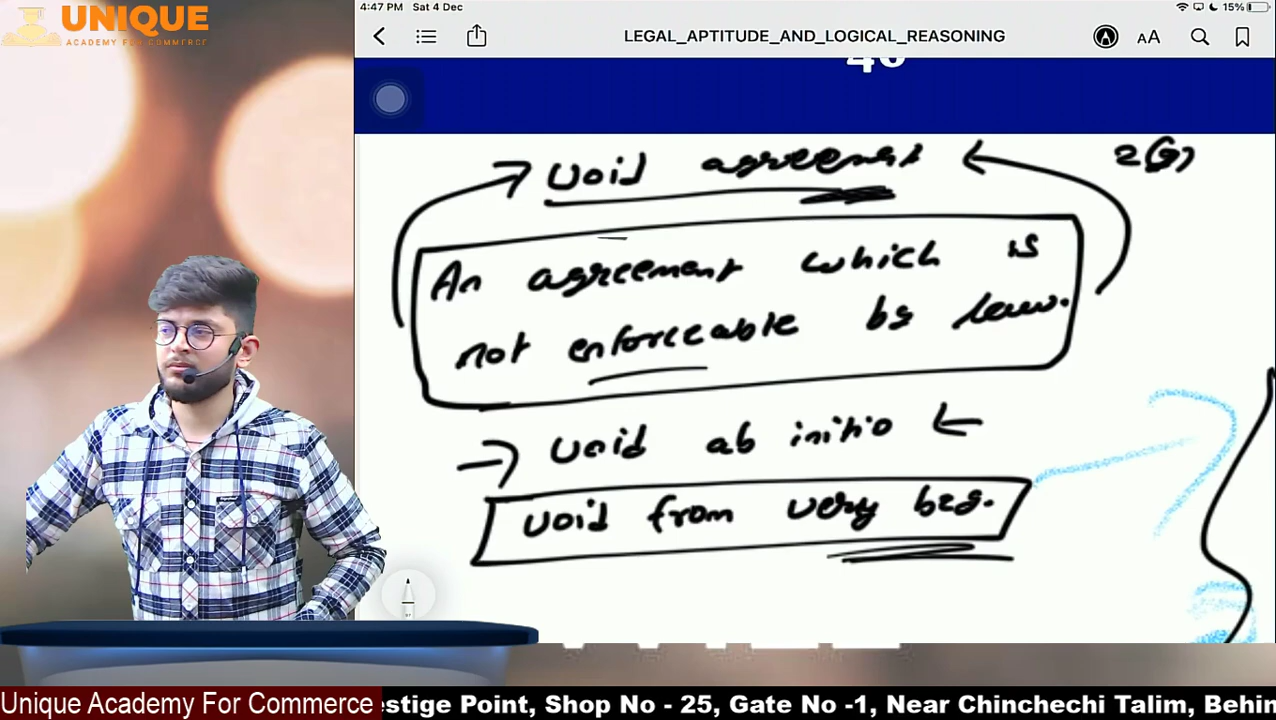 UNIQUE
ACADEMY FOR COMMERCE
4:47 PM Sat 4 Dec
15%
LEGAL_APTITUDE_AND_LOGICAL_REASONING
AA
void agreement
2(G)
An agreement which is
not enforceable by law.
void ab initio
void from very beg.
Unique Academy For Commerce
estige Point, Shop No - 25, Gate No -1, Near Chinchechi Talim, Behin